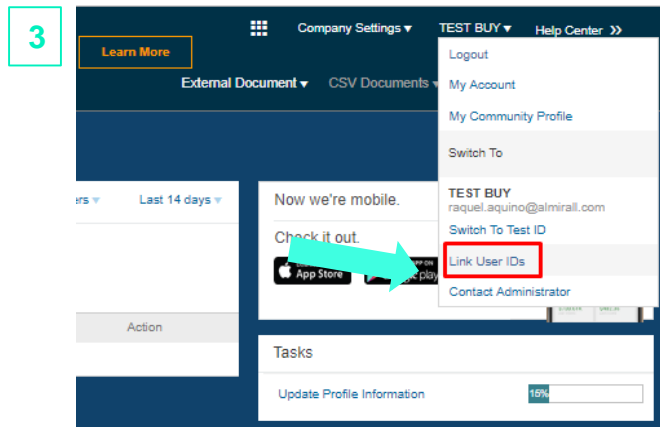 3
Company Settings ▾
TEST BUY ▾
Help Center >>
Learn More
External Document ▾
CSV Documents ▾
Logout
My Account
My Community Profile
Switch To
TEST BUY
raquel.aquino@almirall.com
Switch To Test ID
Link User IDs
Contact Administrator
Last 14 days ▾
Now we're mobile.
Check it out.
App Store
play
Action
Tasks
Update Profile Information
15%